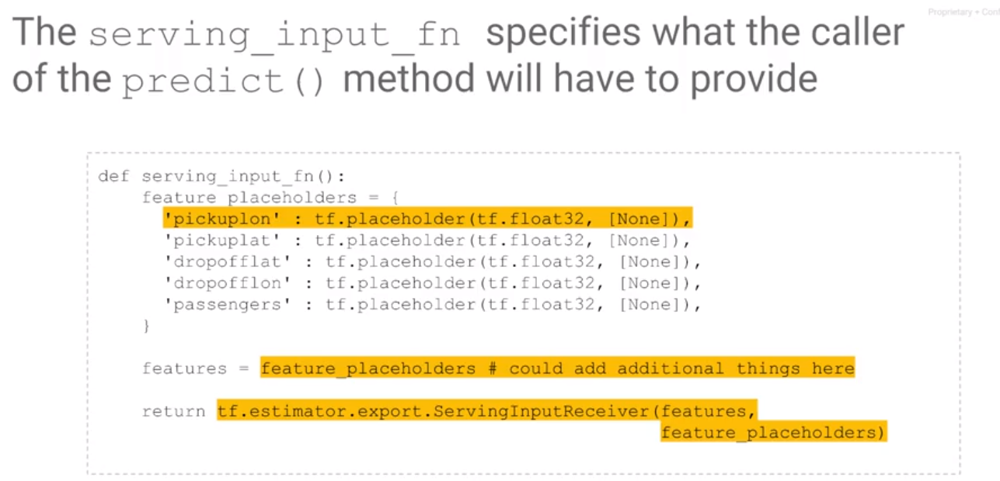 Proprietary + Conf
The serving_input_fn specifies what the caller
of the predict() method will have to provide
def serving_input_fn():
    feature_placeholders = {
      'pickuplon' : tf.placeholder(tf.float32, [None]),
      'pickuplat' : tf.placeholder(tf.float32, [None]),
      'dropofflat' : tf.placeholder(tf.float32, [None]),
      'dropofflon' : tf.placeholder(tf.float32, [None]),
      'passengers' : tf.placeholder(tf.float32, [None]),
    }
    features = feature_placeholders # could add additional things here
    return tf.estimator.export.ServingInputReceiver(features,
                                                    feature_placeholders)